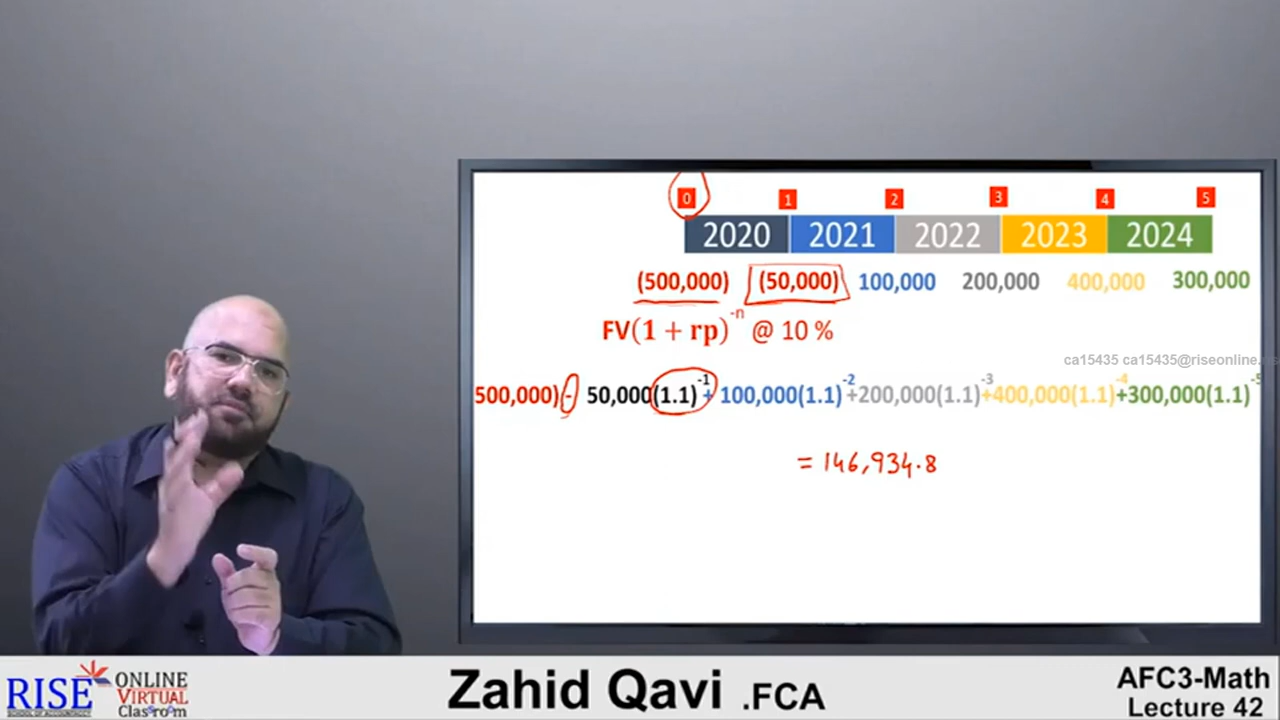 0 1 2 3 4 5
2020 2021 2022 2023 2024
(500,000) (50,000) 100,000 200,000 400,000 300,000
FV(1 + rp)⁻ⁿ @ 10 %
ca15435 ca15435@riseonline.
500,000) - 50,000(1.1)⁻¹ + 100,000(1.1)⁻² +200,000(1.1)⁻³ +400,000(1.1)⁻⁴ +300,000(1.1)⁻⁵
= 146,934.8
RISE ONLINE VIRTUAL Classroom
SCHOOL OF ACCOUNTANCY
Zahid Qavi .FCA
AFC3-Math
Lecture 42